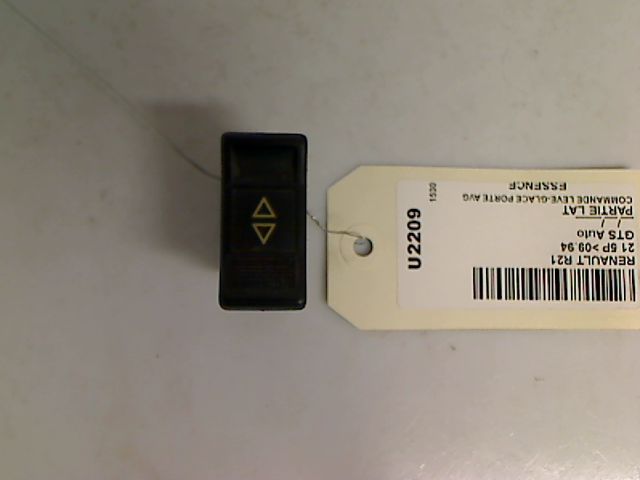 RENAULT R21
21 5P >09.94
GTS Auto
/ /
PARTIE LAT
COMMANDE LEVE-GLACE PORTE AVG
ESSENCE
U2209
1530